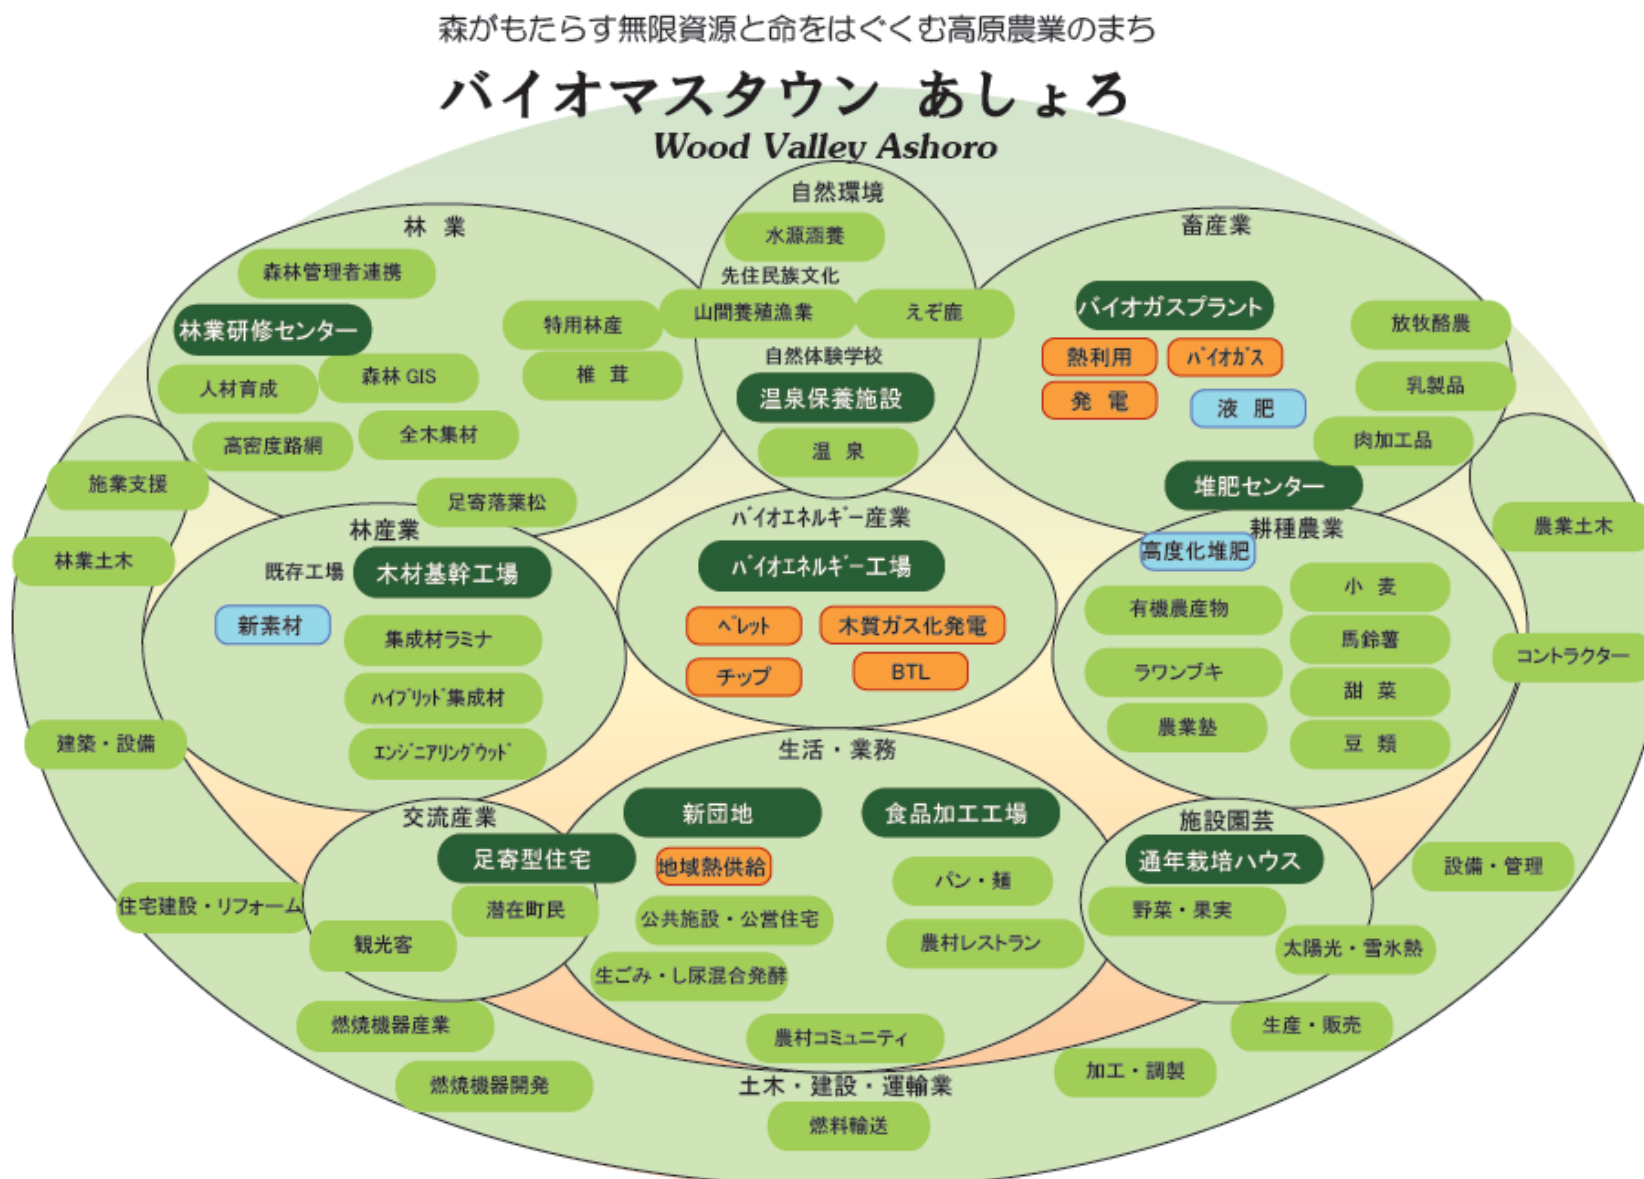 森がもたらす無限資源と命をはぐくむ高原農業のまち
バイオマスタウン あしょろ
Wood Valley Ashoro
自然環境
水源涵養
先住民族文化
山間養殖漁業
えぞ鹿
自然体験学校
温泉保養施設
温 泉
林 業
森林管理者連携
林業研修センター
特用林産
人材育成
森林 GIS
椎 茸
高密度路網
全木集材
足寄落葉松
畜産業
バイオガスプラント
放牧酪農
熱利用
バイオガス
発 電
液 肥
乳製品
肉加工品
堆肥センター
施業支援
林業土木
建築・設備
住宅建設・リフォーム
林産業
既存工場
木材基幹工場
新素材
集成材ラミナ
ハイブリッド集成材
エンジニアリングウッド
バイオエネルギー産業
バイオエネルギー工場
ペレット
木質ガス化発電
チップ
BTL
耕種農業
高度化堆肥
小 麦
有機農産物
馬鈴薯
ラワンブキ
甜 菜
農業塾
豆 類
農業土木
コントラクター
設備・管理
交流産業
足寄型住宅
潜在町民
観光客
生活・業務
新団地
食品加工工場
地域熱供給
パン・麺
公共施設・公営住宅
農村レストラン
生ごみ・し尿混合発酵
農村コミュニティ
施設園芸
通年栽培ハウス
野菜・果実
太陽光・雪氷熱
燃焼機器産業
生産・販売
燃焼機器開発
加工・調製
土木・建設・運輸業
燃料輸送